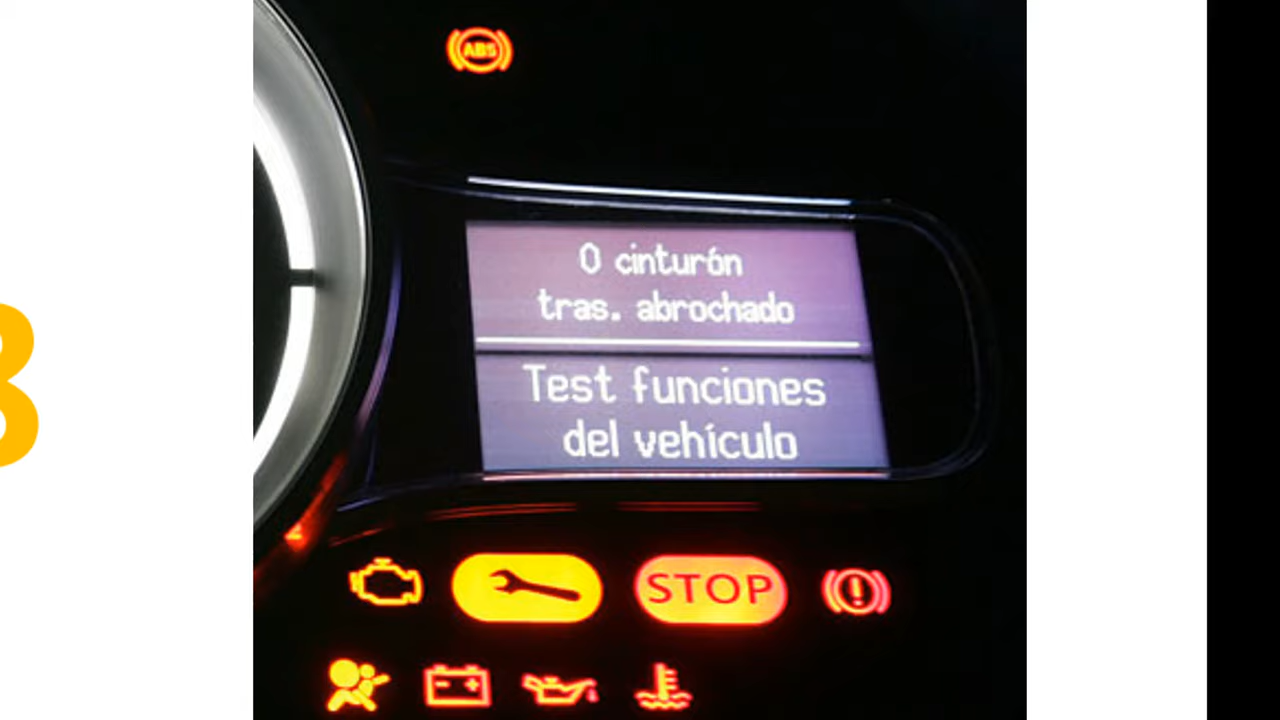 ABS
0 cinturón
tras. abrochado
Test funciones
del vehículo
STOP